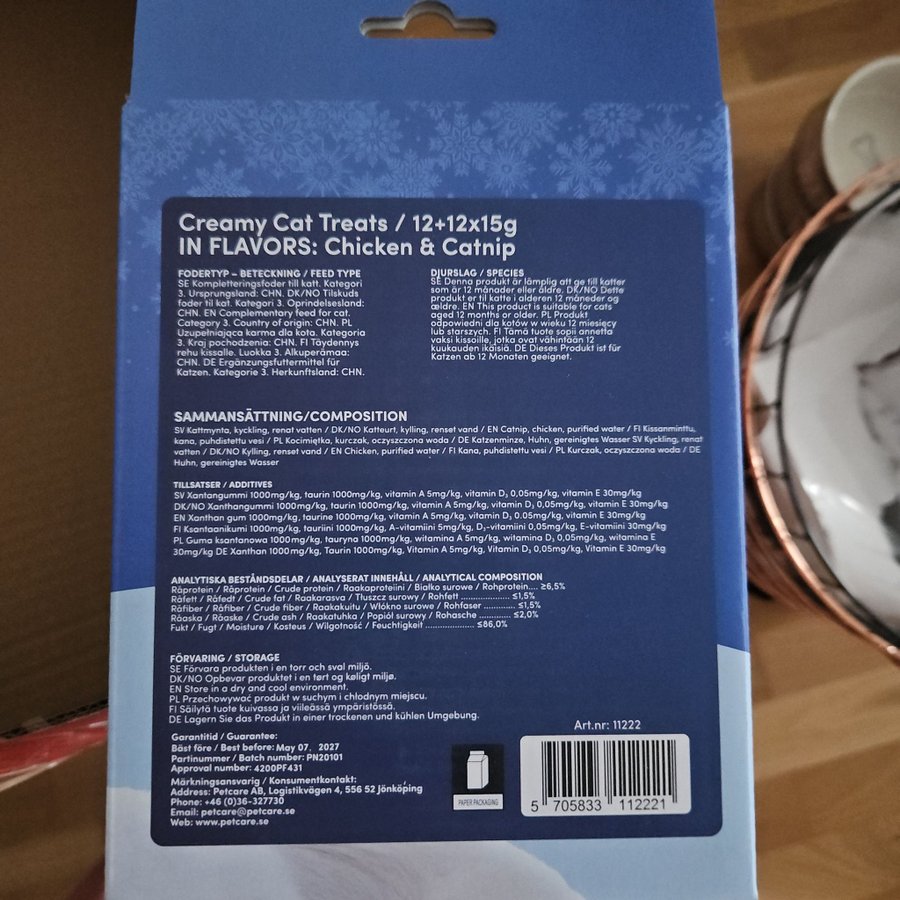 Creamy Cat Treats / 12+12x15g
IN FLAVORS: Chicken & Catnip
FODERTYP – BETECKNING / FEED TYPE
SE Kompletteringsfoder till katt. Kategori
3. Ursprungsland: CHN. DK/NO Tilskuds
foder til kat. Kategori 3. Oprindelsesland:
CHN. EN Complementary feed for cat.
Category 3. Country of origin: CHN. PL
Uzupełniająca karma dla kota. Kategoria
3. Kraj pochodzenia: CHN. FI Täydennys
rehu kissalle. Luokka 3. Alkuperämaa:
CHN. DE Ergänzungsfuttermittel für
Katzen. Kategorie 3. Herkunftsland: CHN.
DJURSLAG / SPECIES
SE Denna produkt är lämplig att ge till katter
som är 12 månader eller äldre. DK/NO Dette
produkt er til katte i alderen 12 måneder og
ældre. EN This product is suitable for cats
aged 12 months or older. PL Produkt
odpowiedni dla kotów w wieku 12 miesięcy
lub starszych. FI Tämä tuote sopii annetta
vaksi kissoille, jotka ovat vähintään 12
kuukauden ikäisiä. DE Dieses Produkt ist für
Katzen ab 12 Monaten geeignet.
SAMMANSÄTTNING/COMPOSITION
SV Kattmynta, kyckling, renat vatten / DK/NO Katteurt, kylling, renset vand / EN Catnip, chicken, purified water / FI Kissanminttu,
kana, puhdistettu vesi / PL Kocimiętka, kurczak, oczyszczona woda / DE Katzenminze, Huhn, gereinigtes Wasser SV Kyckling, renat
vatten / DK/NO Kylling, renset vand / EN Chicken, purified water / FI Kana, puhdistettu vesi / PL Kurczak, oczyszczona woda / DE
Huhn, gereinigtes Wasser
TILLSATSER / ADDITIVES
SV Xantangummi 1000mg/kg, taurin 1000mg/kg, vitamin A 5mg/kg, vitamin D₃ 0,05mg/kg, vitamin E 30mg/kg
DK/NO Xanthangummi 1000mg/kg, taurin 1000mg/kg, vitamin A 5mg/kg, vitamin D₃ 0,05mg/kg, vitamin E 30mg/kg
EN Xanthan gum 1000mg/kg, taurine 1000mg/kg, vitamin A 5mg/kg, vitamin D₃ 0.05mg/kg, vitamin E 30mg/kg
FI Ksantaanikumi 1000mg/kg, tauriini 1000mg/kg, A-vitamiini 5mg/kg, D₃-vitamiini 0,05mg/kg, E-vitamiini 30mg/kg
PL Guma ksantanowa 1000mg/kg, tauryna 1000mg/kg, witamina A 5mg/kg, witamina D₃ 0,05mg/kg, witamina E
30mg/kg DE Xanthan 1000mg/kg, Taurin 1000mg/kg, Vitamin A 5mg/kg, Vitamin D₃ 0,05mg/kg, Vitamin E 30mg/kg
ANALYTISKA BESTÅNDSDELAR / ANALYSERAT INNEHÅLL / ANALYTICAL COMPOSITION
Råprotein / Råprotein / Crude protein / Raakaproteiini / Białko surowe / Rohprotein... ≥6,5%
Råfett / Råfedt / Crude fat / Raakarasva / Tłuszcz surowy / Rohfett ................. ≤1,5%
Råfiber / Råfiber / Crude fiber / Raakakuitu / Włókno surowe / Rohfaser ........... ≤1,5%
Råaska / Råaske / Crude ash / Raakatuhka / Popiół surowy / Rohasche .............. ≤2,0%
Fukt / Fugt / Moisture / Kosteus / Wilgotność / Feuchtigkeit ........................ ≤86,0%
FÖRVARING / STORAGE
SE Förvara produkten i en torr och sval miljö.
DK/NO Opbevar produktet i en tørt og køligt miljø.
EN Store in a dry and cool environment.
PL Przechowywać produkt w suchym i chłodnym miejscu.
FI Säilytä tuote kuivassa ja viileässä ympäristössä.
DE Lagern Sie das Produkt in einer trockenen und kühlen Umgebung.
Garantitid / Guarantee:
Bäst före / Best before: May 07, 2027
Partinummer / Batch number: PN20101
Approval number: 4200PF431
Märkningsansvarig / Konsumentkontakt:
Address: Petcare AB, Logistikvägen 4, 556 52 Jönköping
Phone: +46 (0)36-327730
Email: petcare@petcare.se
Web: www.petcare.se
PAPER PACKAGING
Art.nr: 11222
5 705833 112221